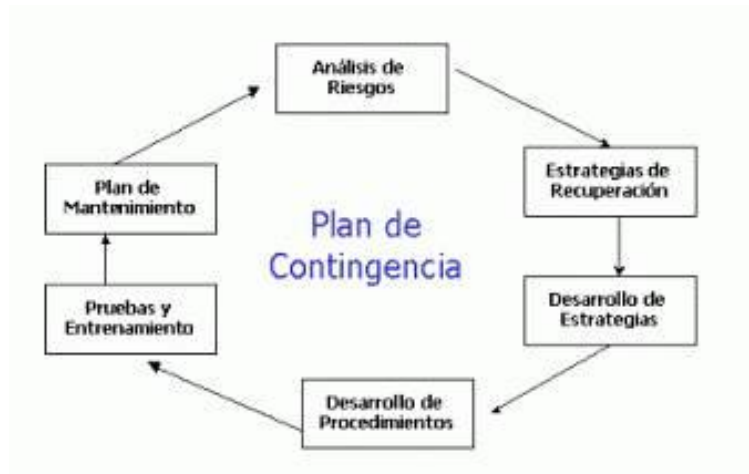 Análisis de
Riesgos
Estrategias de
Recuperación
Desarrollo de
Estrategias
Desarrollo de
Procedimientos
Pruebas y
Entrenamiento
Plan de
Mantenimiento
Plan de
Contingencia